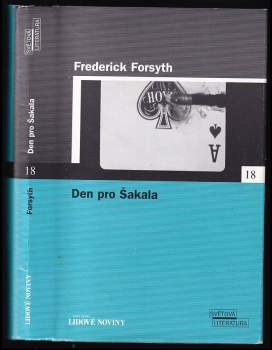 SVĚTOVÁ
LITERATURA
Den pro Šakala
18
Forsyth
LIDOVÉ NOVINY
Frederick Forsyth
HOY
A
18
Den pro Šakala
LIDOVÉ NOVINY
SVĚTOVÁ
LITERATURA